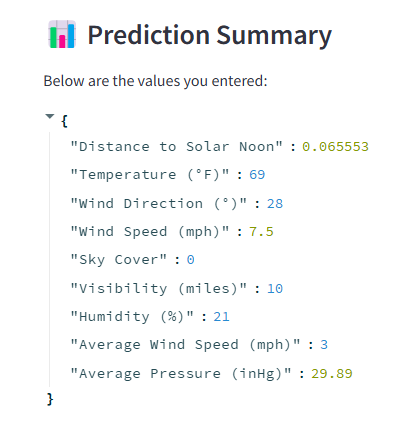 Prediction Summary
Below are the values you entered:
{
"Distance to Solar Noon" : 0.065553
"Temperature (°F)" : 69
"Wind Direction (°)" : 28
"Wind Speed (mph)" : 7.5
"Sky Cover" : 0
"Visibility (miles)" : 10
"Humidity (%)" : 21
"Average Wind Speed (mph)" : 3
"Average Pressure (inHg)" : 29.89
}